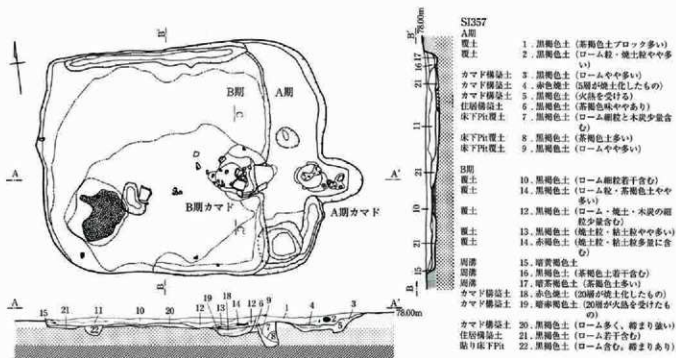 SI357
A期
覆土 1. 黒褐色土 (茶褐色土ブロック多い)
覆土 2. 黒褐色土 (ローム粒・焼土粒やや多い)
カマド構築土 3. 黒褐色土 (ロームやや多い)
カマド構築土 4. 赤色焼土 (5層が焼土化したもの)
カマド構築土 5. 黒褐色土 (火熱を受ける)
住居構築土 6. 黒褐色土 (茶褐色味ややあり)
床下Pit覆土 7. 黒褐色土 (ローム細粒と木炭少量含む)
床下Pit覆土 8. 黒褐色土 (茶褐色土多い)
床下Pit覆土 9. 黒褐色土 (ロームやや多い)
B期
覆土 10. 黒褐色土 (ローム細粒若干含む)
覆土 14. 黒褐色土 (ローム粒・茶褐色土やや多い)
覆土 12. 黒褐色土 (ローム・焼土・木炭の細粒少量含む)
覆土 13. 黒褐色土 (焼土粒・粘土粒やや多い)
覆土 14. 赤褐色土 (焼土粒・粘土粒多量に含む)
周溝 15. 暗黄褐色土
周溝 16. 黒褐色土 (茶褐色土若干含む)
周溝 17. 暗茶褐色土 (茶褐色土多い)
カマド構築土 18. 赤色焼土 (20層が焼土化したもの)
カマド構築土 19. 暗赤褐色土 (20層が火熱を受けたもの)
カマド構築土 20. 黒褐色土 (ローム多く、締まり強い)
住居構築土 21. 黒褐色土 (ローム若干含む)
貼り床下Pit 22. 黒褐色土 (ローム含む。締まりあり)
B期
A期
B期カマド
A期カマド
A
A'
B'
B
C
C'
B'
78.00m
16 17
21
11
21
10
21
15
B
A
A'
78.00m
15 21 11 10 20 12 19 13 18 21 14 6 9 1 4 3
22
7
8
5